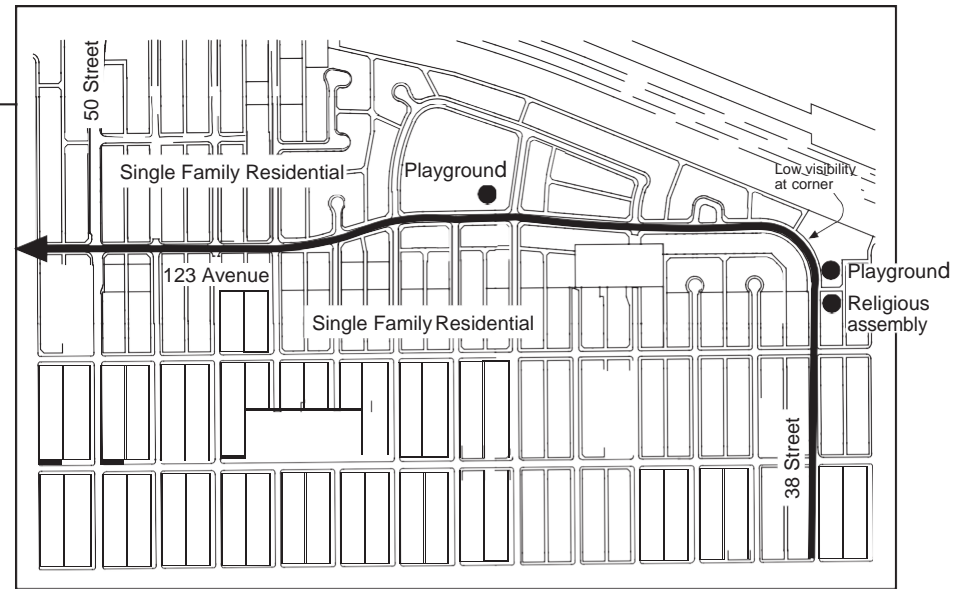 50 Street
Single Family Residential
Playground
Low visibility
at corner
123 Avenue
Playground
Religious
assembly
Single Family Residential
38 Street